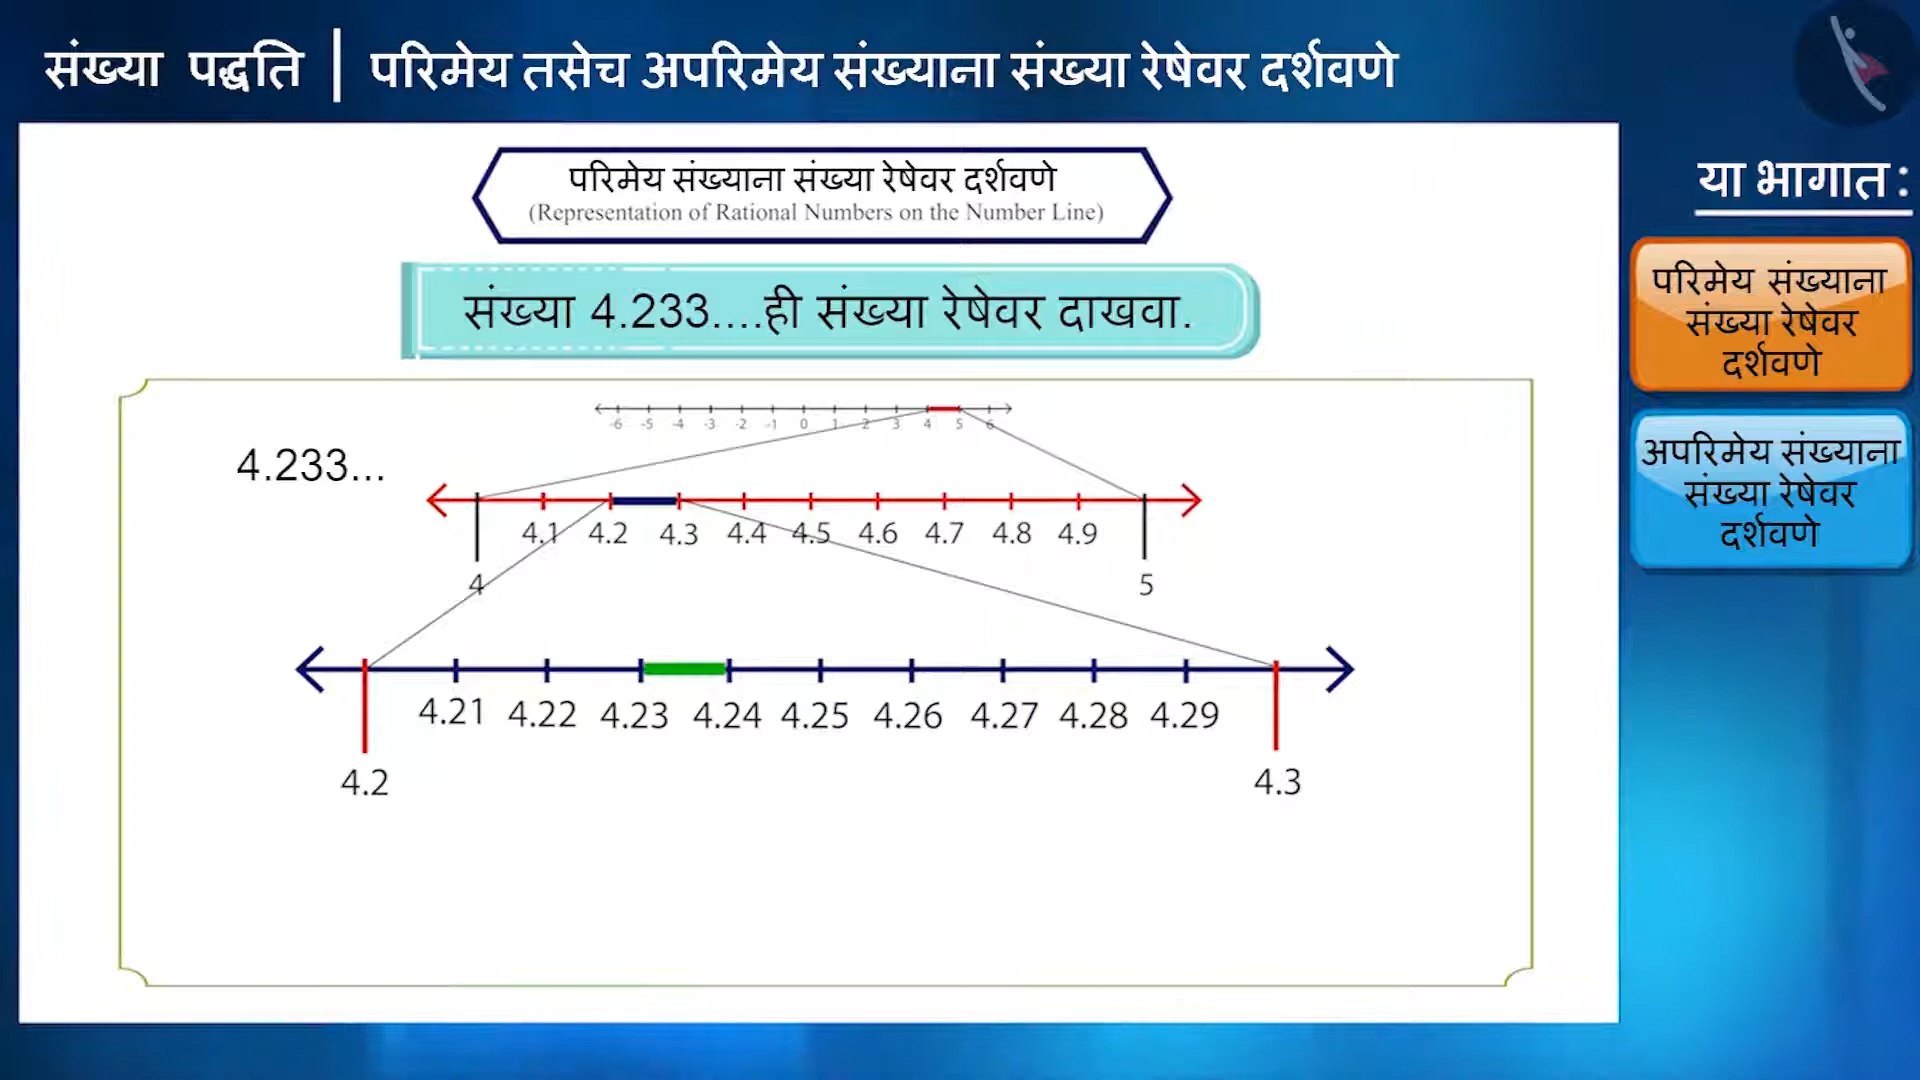 संख्या पद्धति | परिमेय तसेच अपरिमेय संख्याना संख्या रेषेवर दर्शवणे
परिमेय संख्याना संख्या रेषेवर दर्शवणे
(Representation of Rational Numbers on the Number Line)
संख्या 4.233....ही संख्या रेषेवर दाखवा.
-6 -5 -4 -3 -2 -1 0 1 2 3 4 5 6
4.233...
4.1 4.2 4.3 4.4 4.5 4.6 4.7 4.8 4.9
4 5
4.21 4.22 4.23 4.24 4.25 4.26 4.27 4.28 4.29
4.2 4.3
या भागात :
परिमेय संख्याना
संख्या रेषेवर
दर्शवणे
अपरिमेय संख्याना
संख्या रेषेवर
दर्शवणे